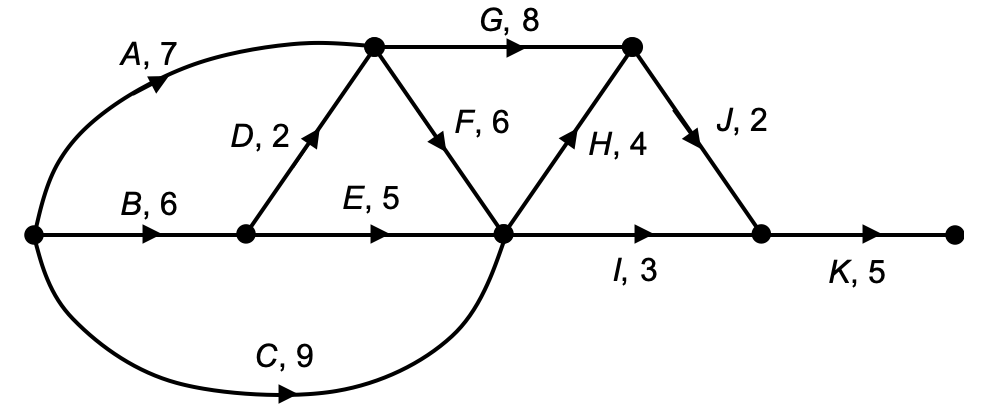 G, 8
A, 7
F, 6
J, 2
D, 2
H, 4
B, 6
E, 5
I, 3
K, 5
C, 9